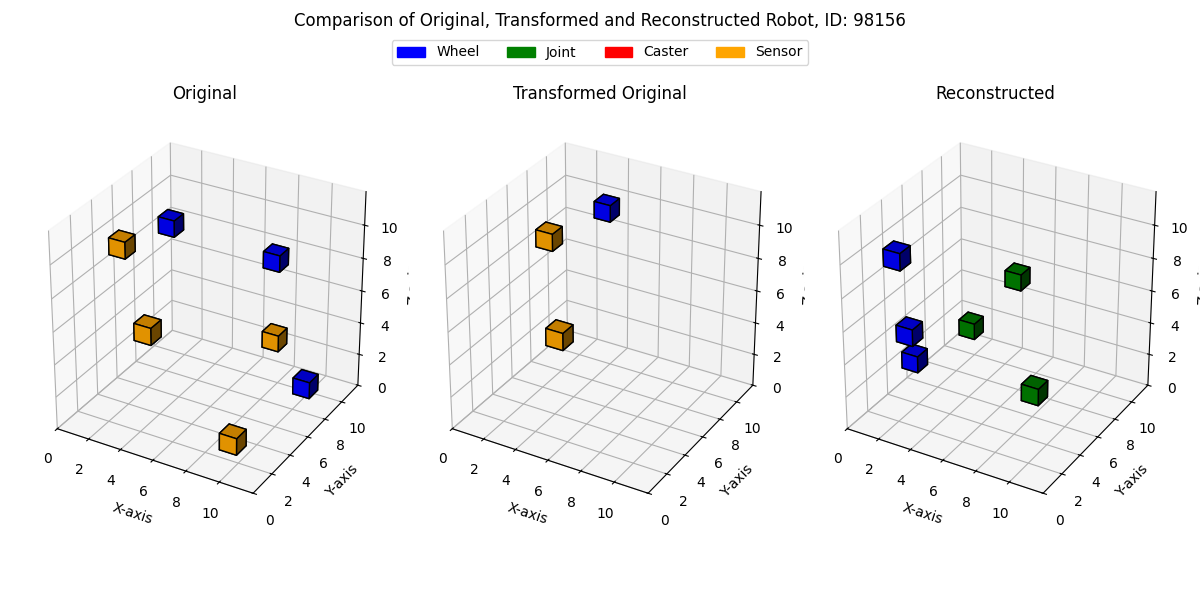 Comparison of Original, Transformed and Reconstructed Robot, ID: 98156
Wheel Joint Caster Sensor
Original
Transformed Original
Reconstructed
0 2 4 6 8 10
X-axis
0 2 4 6 8 10
Y-axis
0 2 4 6 8 10
0 2 4 6 8 10
X-axis
0 2 4 6 8 10
Y-axis
0 2 4 6 8 10
0 2 4 6 8 10
X-axis
0 2 4 6 8 10
Y-axis
0 2 4 6 8 10